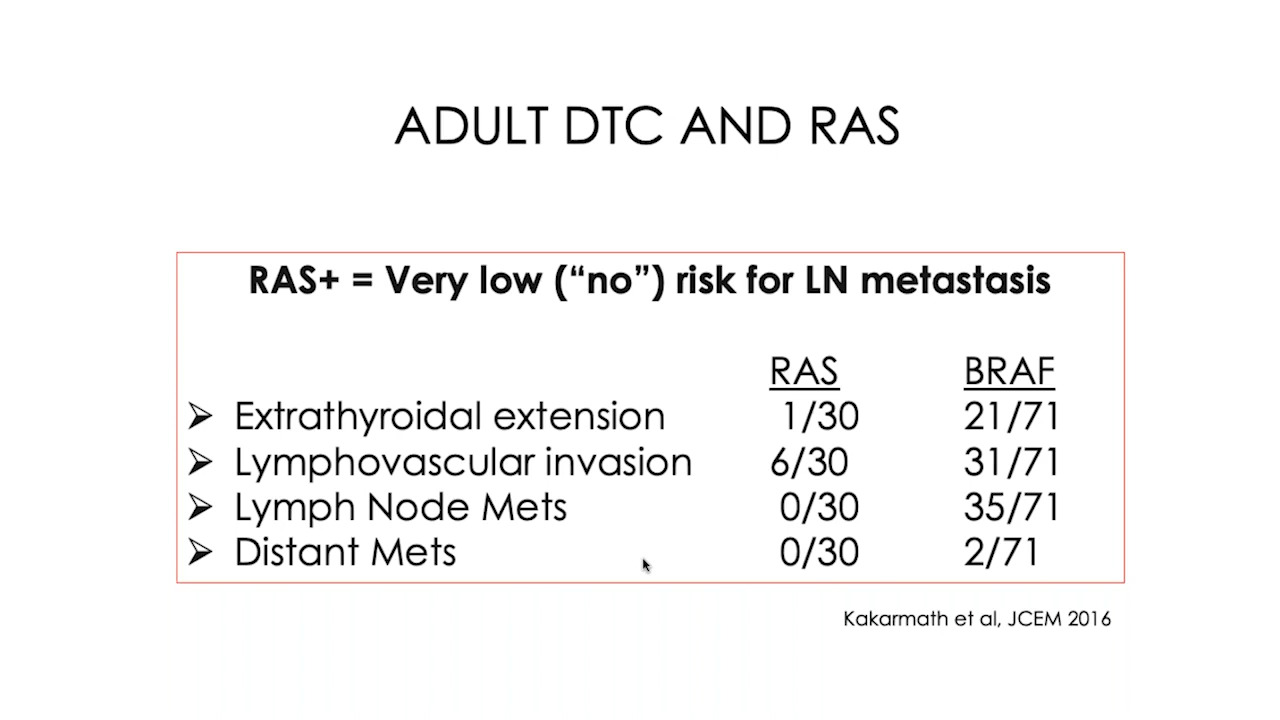 ADULT DTC AND RAS
RAS+ = Very low (“no”) risk for LN metastasis
RAS BRAF
➢ Extrathyroidal extension 1/30 21/71
➢ Lymphovascular invasion 6/30 31/71
➢ Lymph Node Mets 0/30 35/71
➢ Distant Mets 0/30 2/71
Kakarmath et al, JCEM 2016